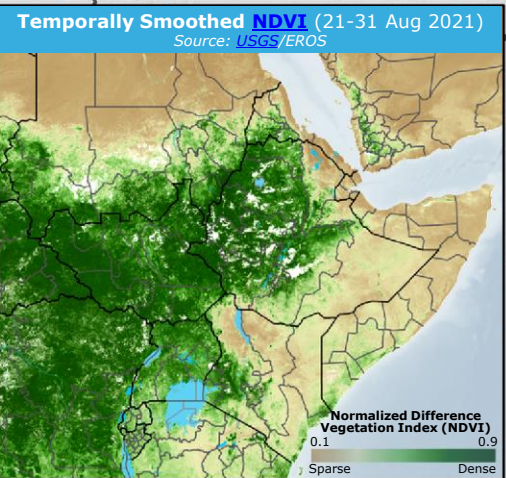 Temporally Smoothed NDVI (21-31 Aug 2021)
Source: USGS/EROS
Normalized Difference
Vegetation Index (NDVI)
0.1 0.9
Sparse Dense